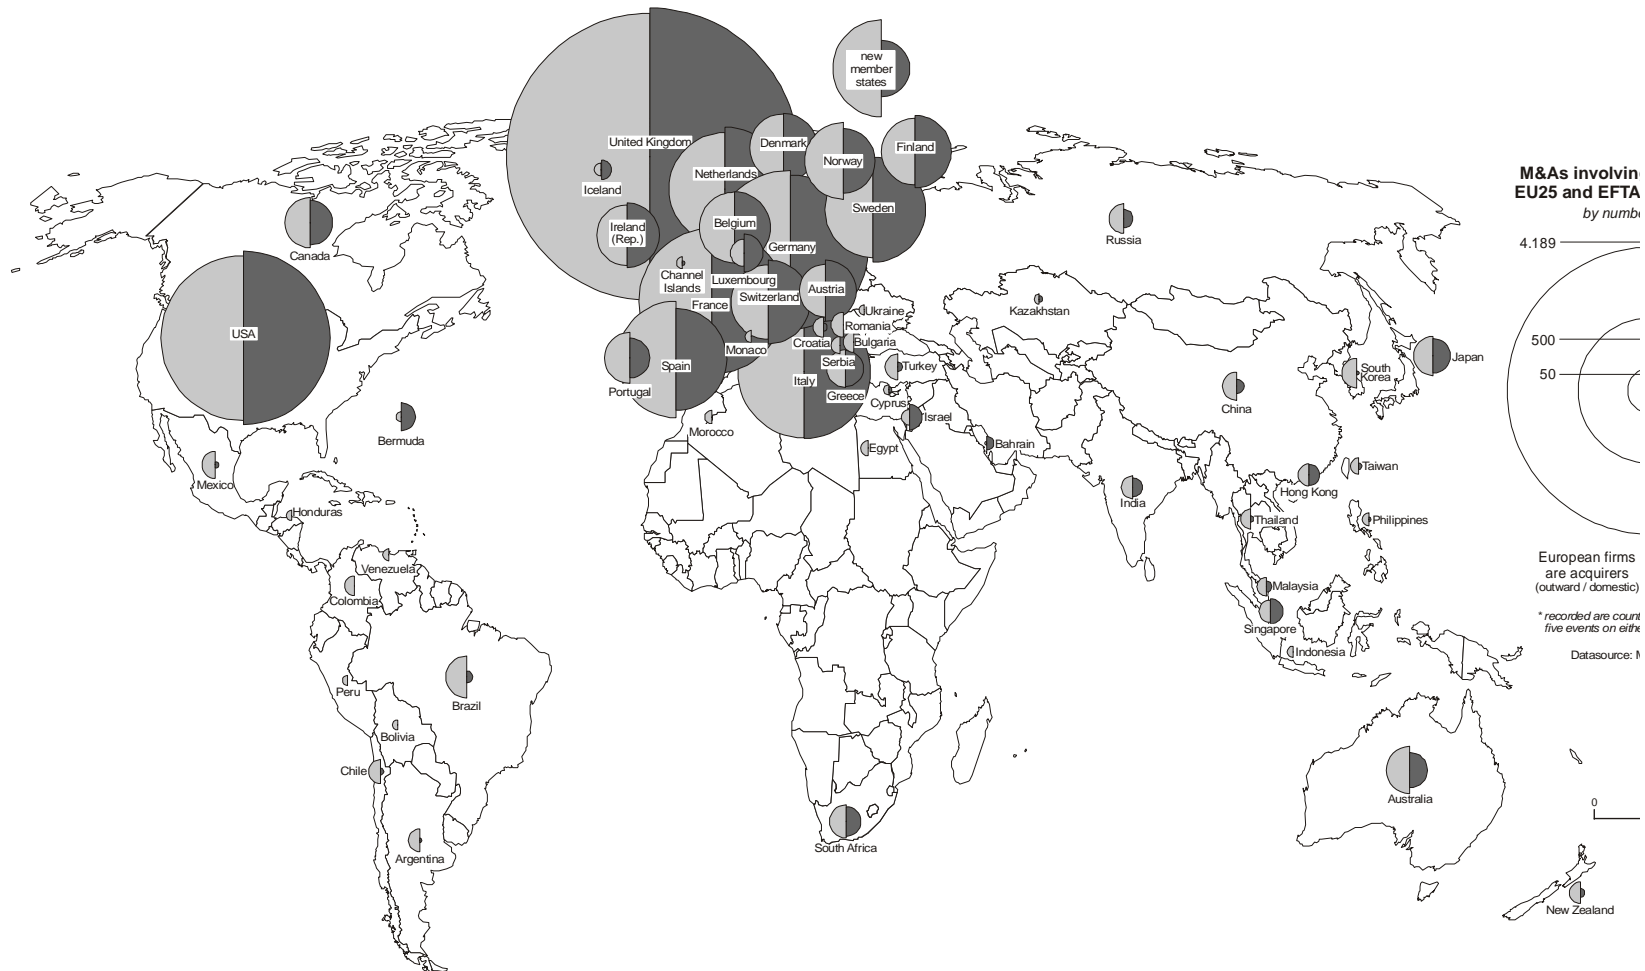 new
member
states
United Kingdom
Denmark
Norway
Finland
Netherlands
Iceland
Sweden
Ireland
(Rep.)
Belgium
Germany
Canada
Russia
Channel
Islands
Luxembourg
Switzerland
Austria
France
USA
Ukraine
Romania
Kazakhstan
Croatia
Bulgaria
Monaco
Serbia
Spain
Portugal
Italy
Greece
Turkey
Cyprus
Israel
Morocco
Egypt
Bahrain
Bermuda
Mexico
Honduras
Venezuela
Colombia
Peru
Brazil
Bolivia
Chile
Argentina
South Africa
Japan
South
Korea
China
Taiwan
Hong Kong
India
Thailand
Philippines
Malaysia
Singapore
Indonesia
Australia
New Zealand
M&As involving
EU25 and EFTA
by numbe
4.189
500
50
European firms
are acquirers
(outward / domestic)
* recorded are count
five events on eithe
Datasource: M
0